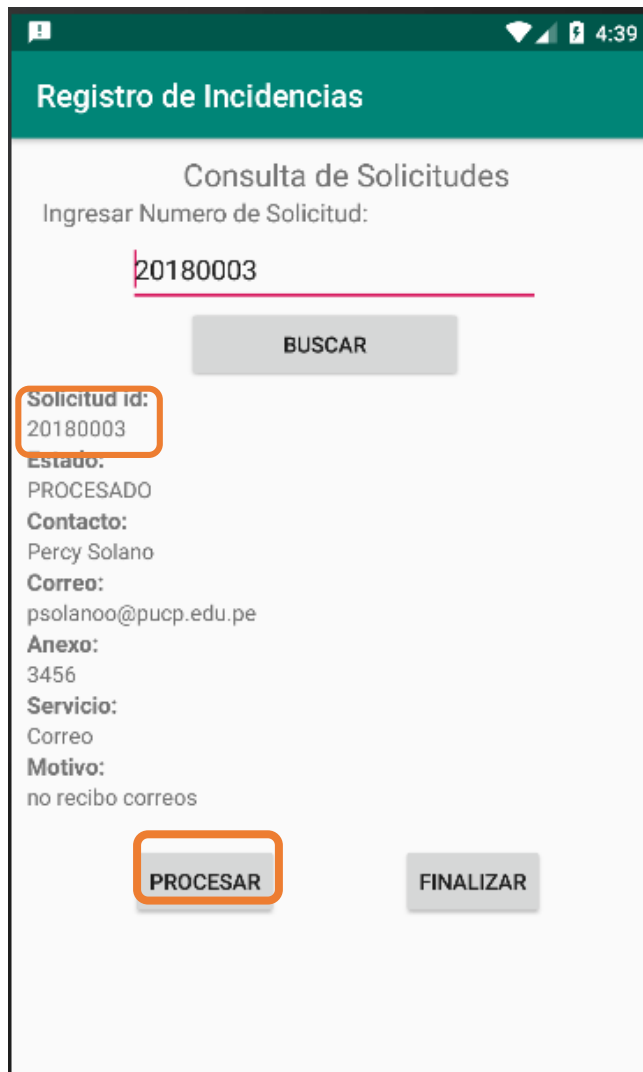 4:39
Registro de Incidencias
Consulta de Solicitudes
Ingresar Numero de Solicitud:
20180003
BUSCAR
Solicitud id:
20180003
Estado:
PROCESADO
Contacto:
Percy Solano
Correo:
psolanoo@pucp.edu.pe
Anexo:
3456
Servicio:
Correo
Motivo:
no recibo correos
PROCESAR FINALIZAR